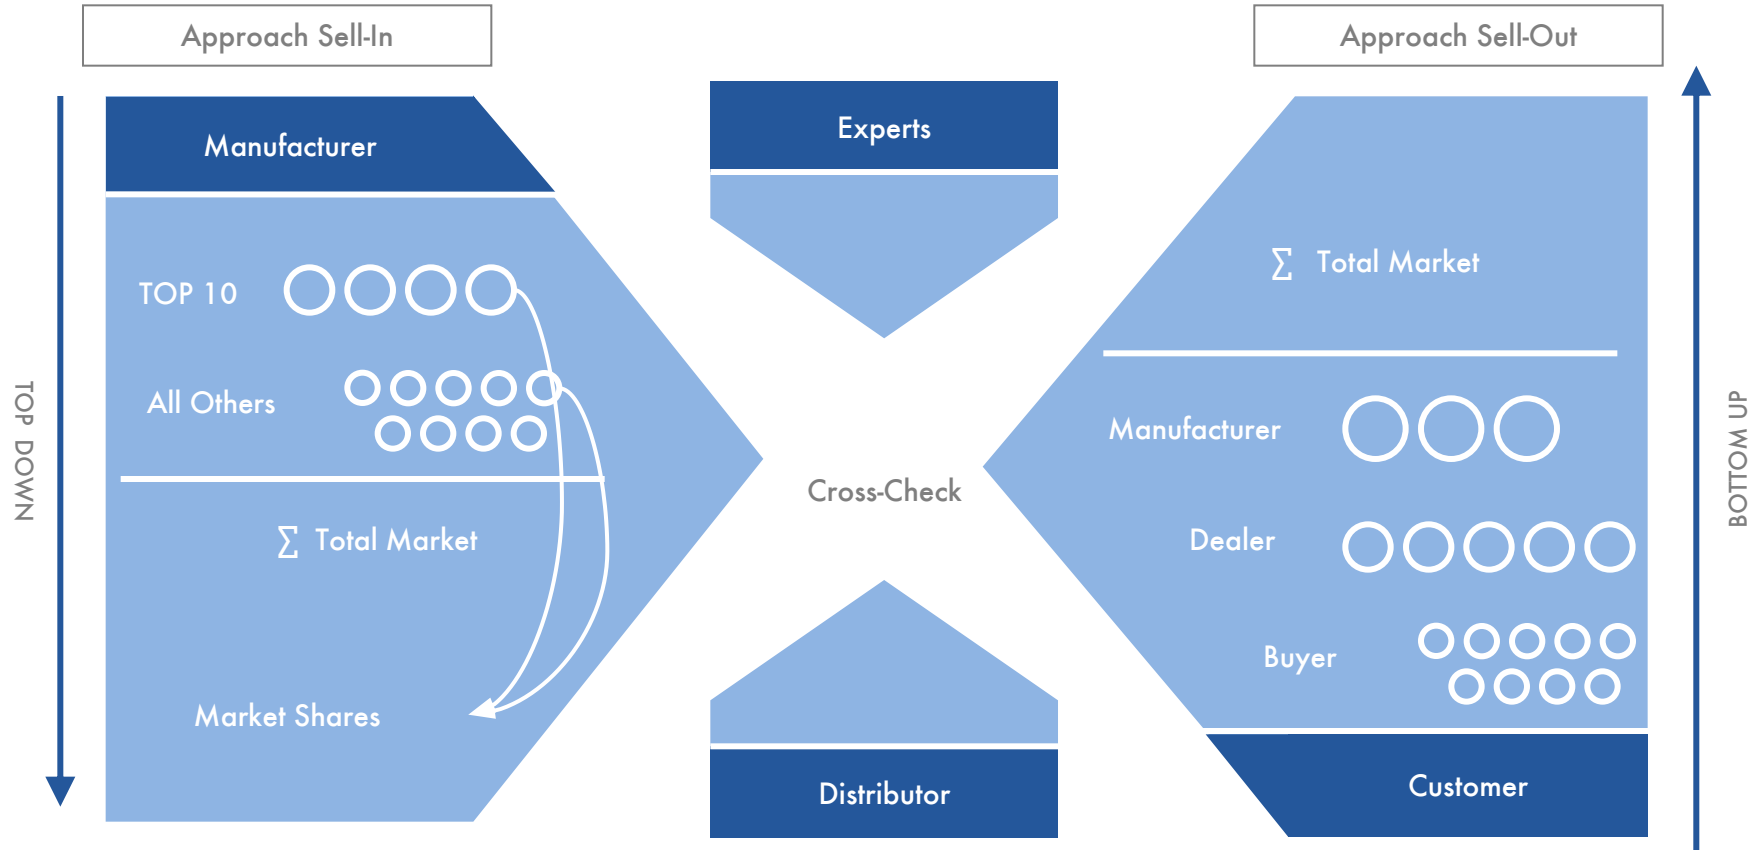 Approach Sell-In
Approach Sell-Out
Manufacturer
TOP 10
All Others
∑ Total Market
Market Shares
TOP DOWN
Experts
Cross-Check
Distributor
∑ Total Market
Manufacturer
Dealer
Buyer
Customer
BOTTOM UP